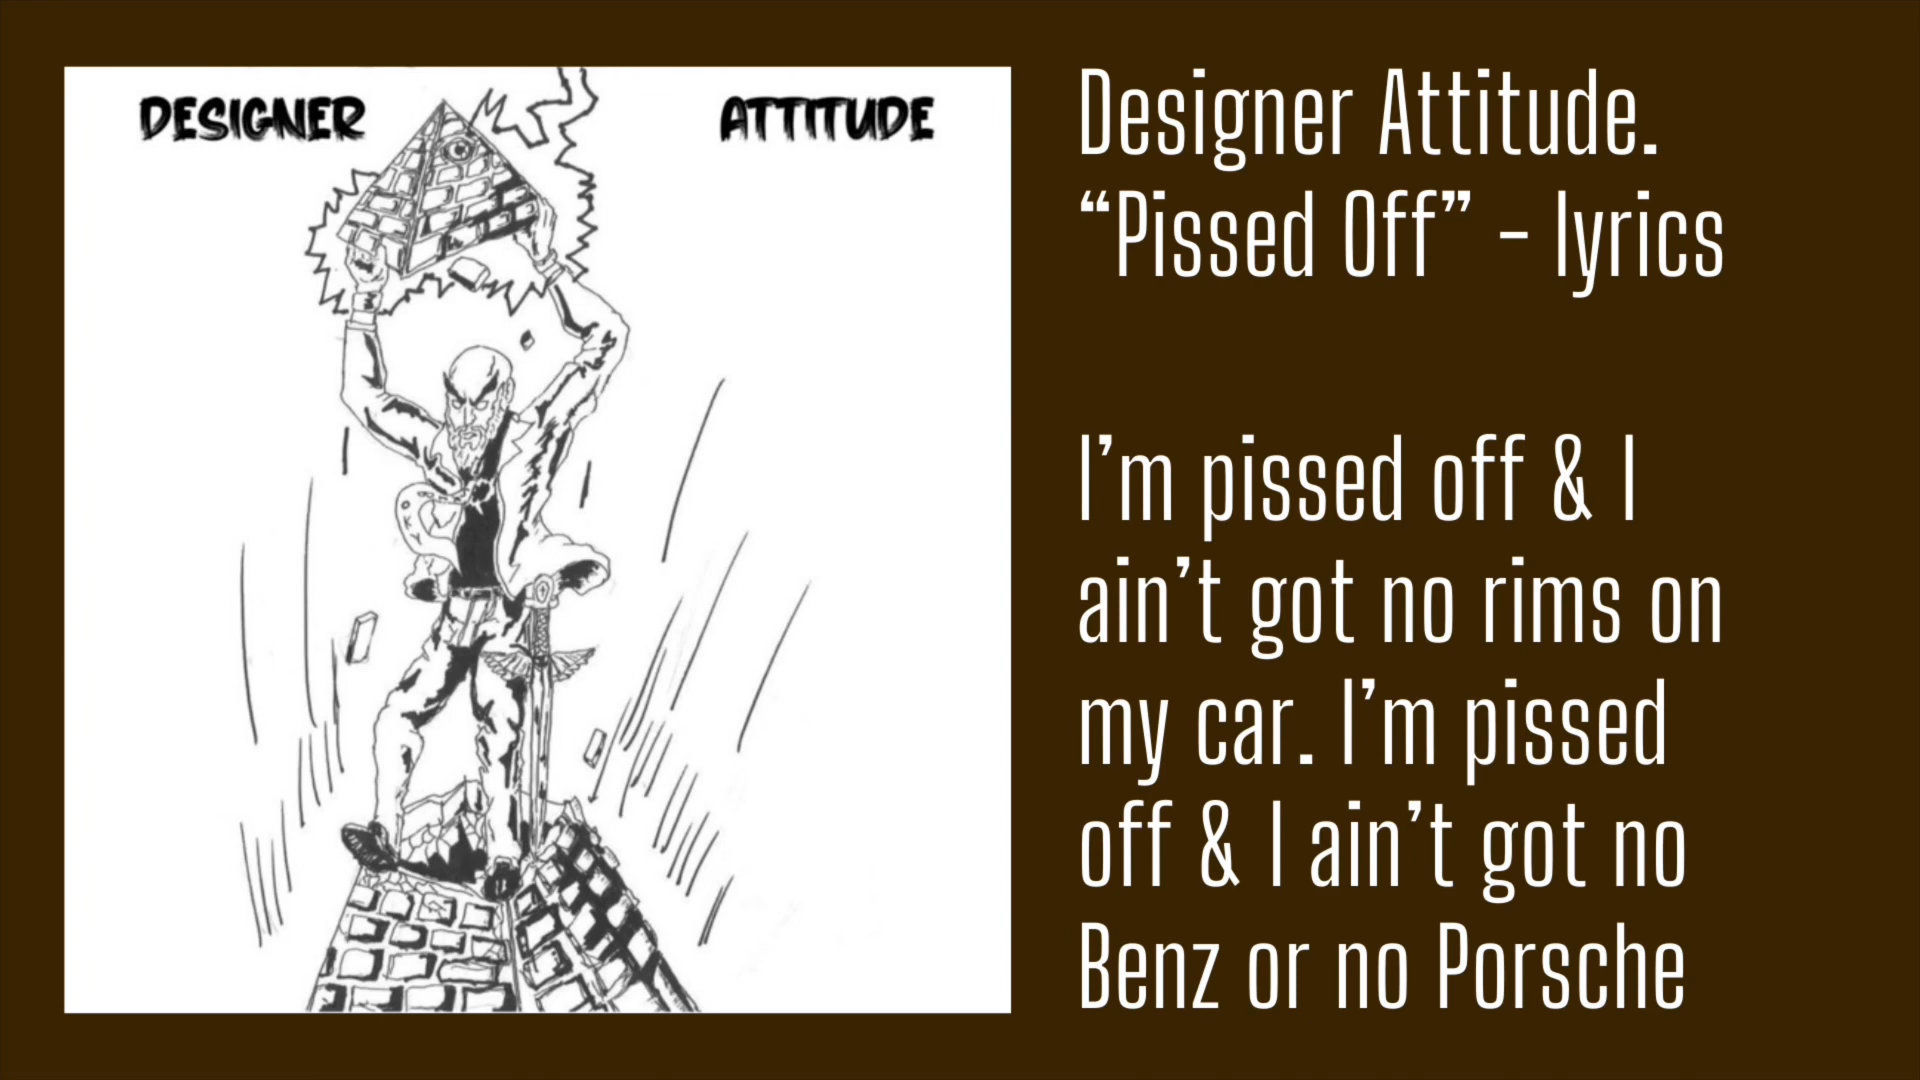 DESIGNER ATTITUDE
Designer Attitude.
“Pissed Off” - lyrics
I’m pissed off & I
ain’t got no rims on
my car. I’m pissed
off & I ain’t got no
Benz or no Porsche